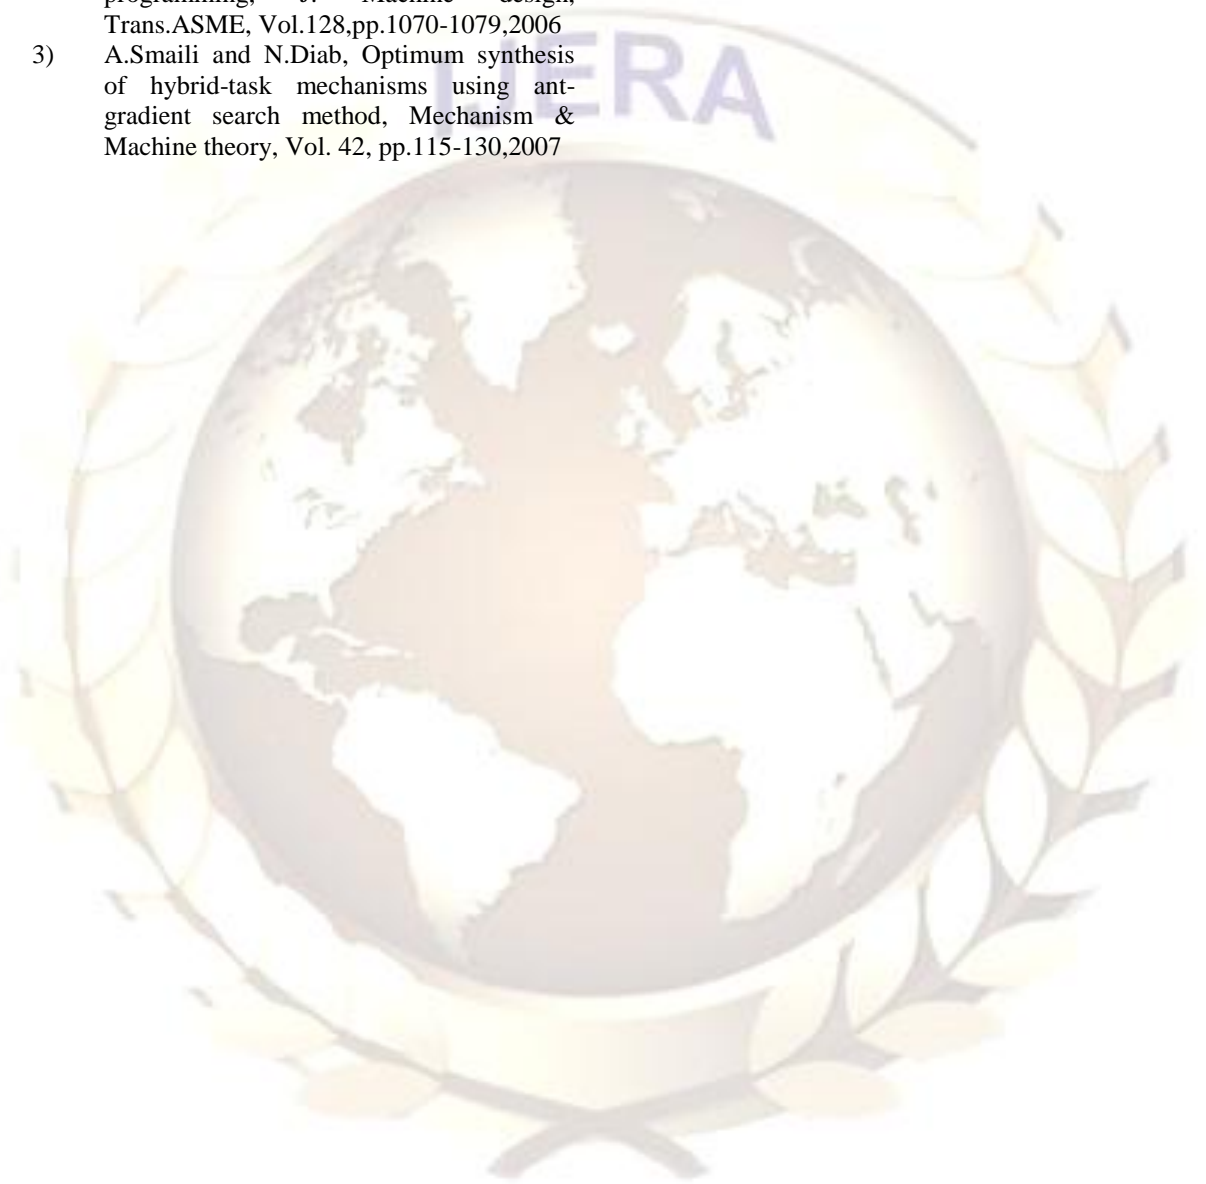 programming, J. Machine design,
Trans.ASME, Vol.128,pp.1070-1079,2006
3) A.Smaili and N.Diab, Optimum synthesis
of hybrid-task mechanisms using ant-
gradient search method, Mechanism &
Machine theory, Vol. 42, pp.115-130,2007
IJERA